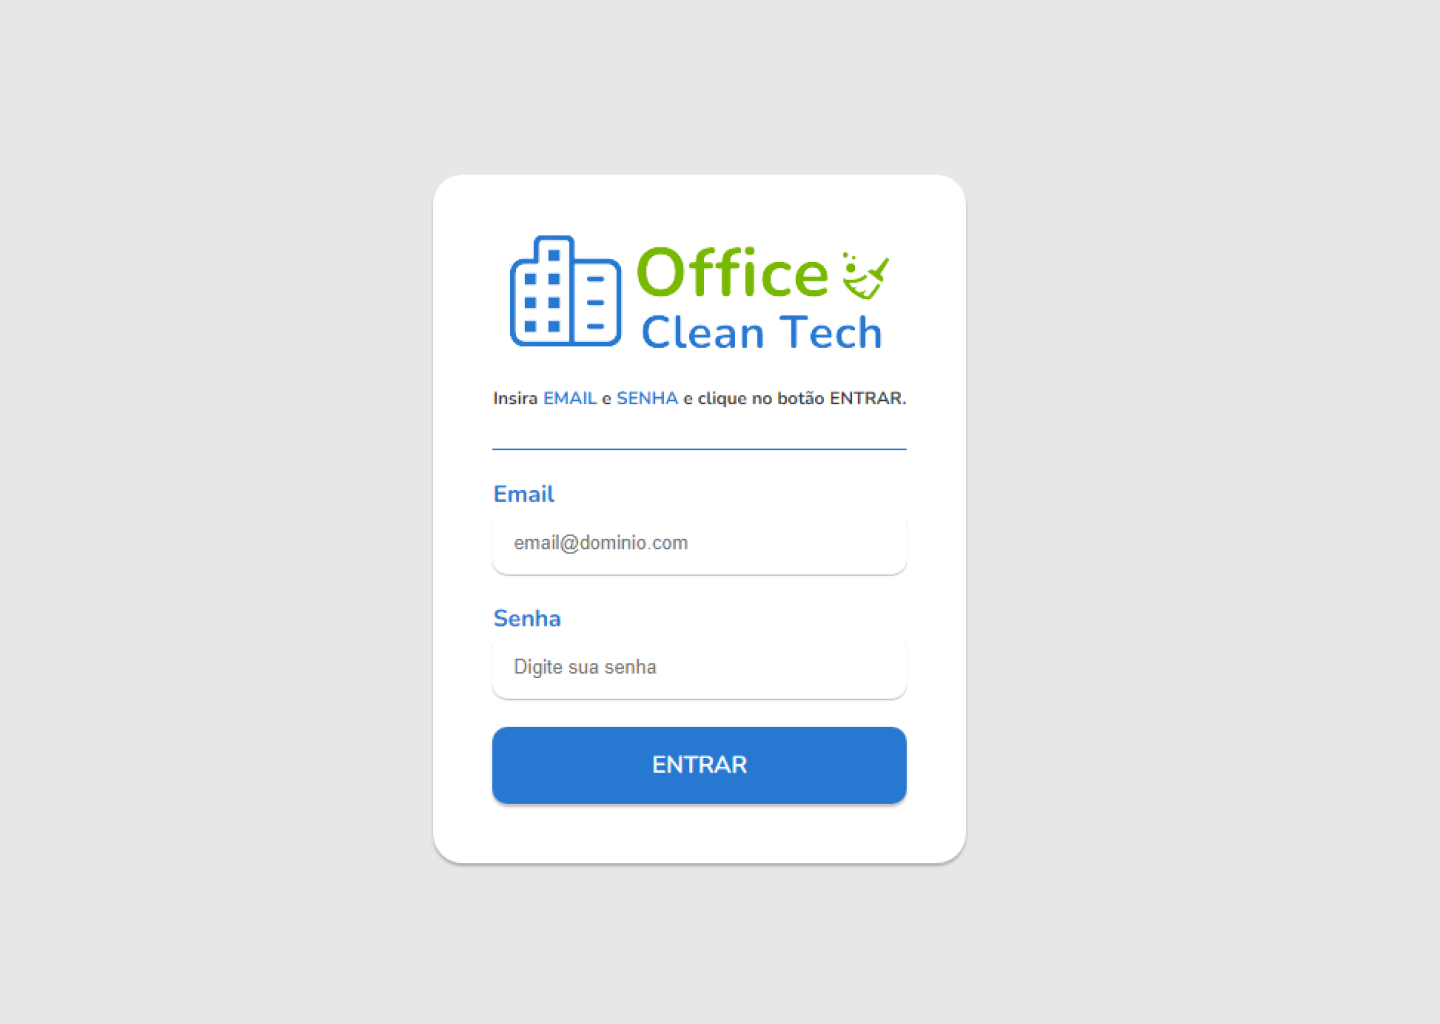 Office
Clean Tech
Insira EMAIL e SENHA e clique no botão ENTRAR.
Email
email@dominio.com
Senha
Digite sua senha
ENTRAR